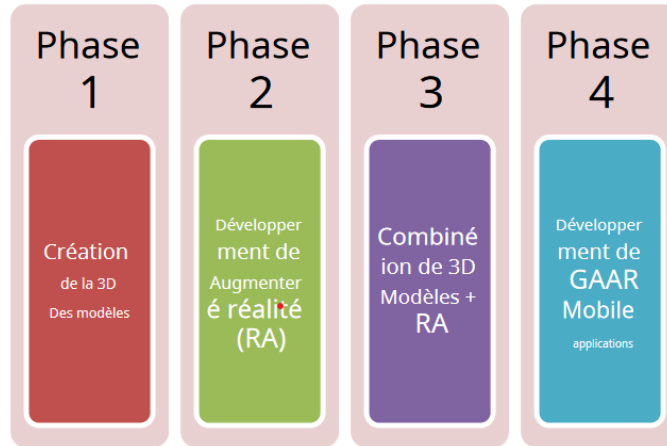 Phase
1
Création
de la 3D
Des modèles
Phase
2
Développer
ment de
Augmenter
é réalité
(RA)
Phase
3
Combiné
ion de 3D
Modèles +
RA
Phase
4
Développer
ment de
GAAR
Mobile
applications